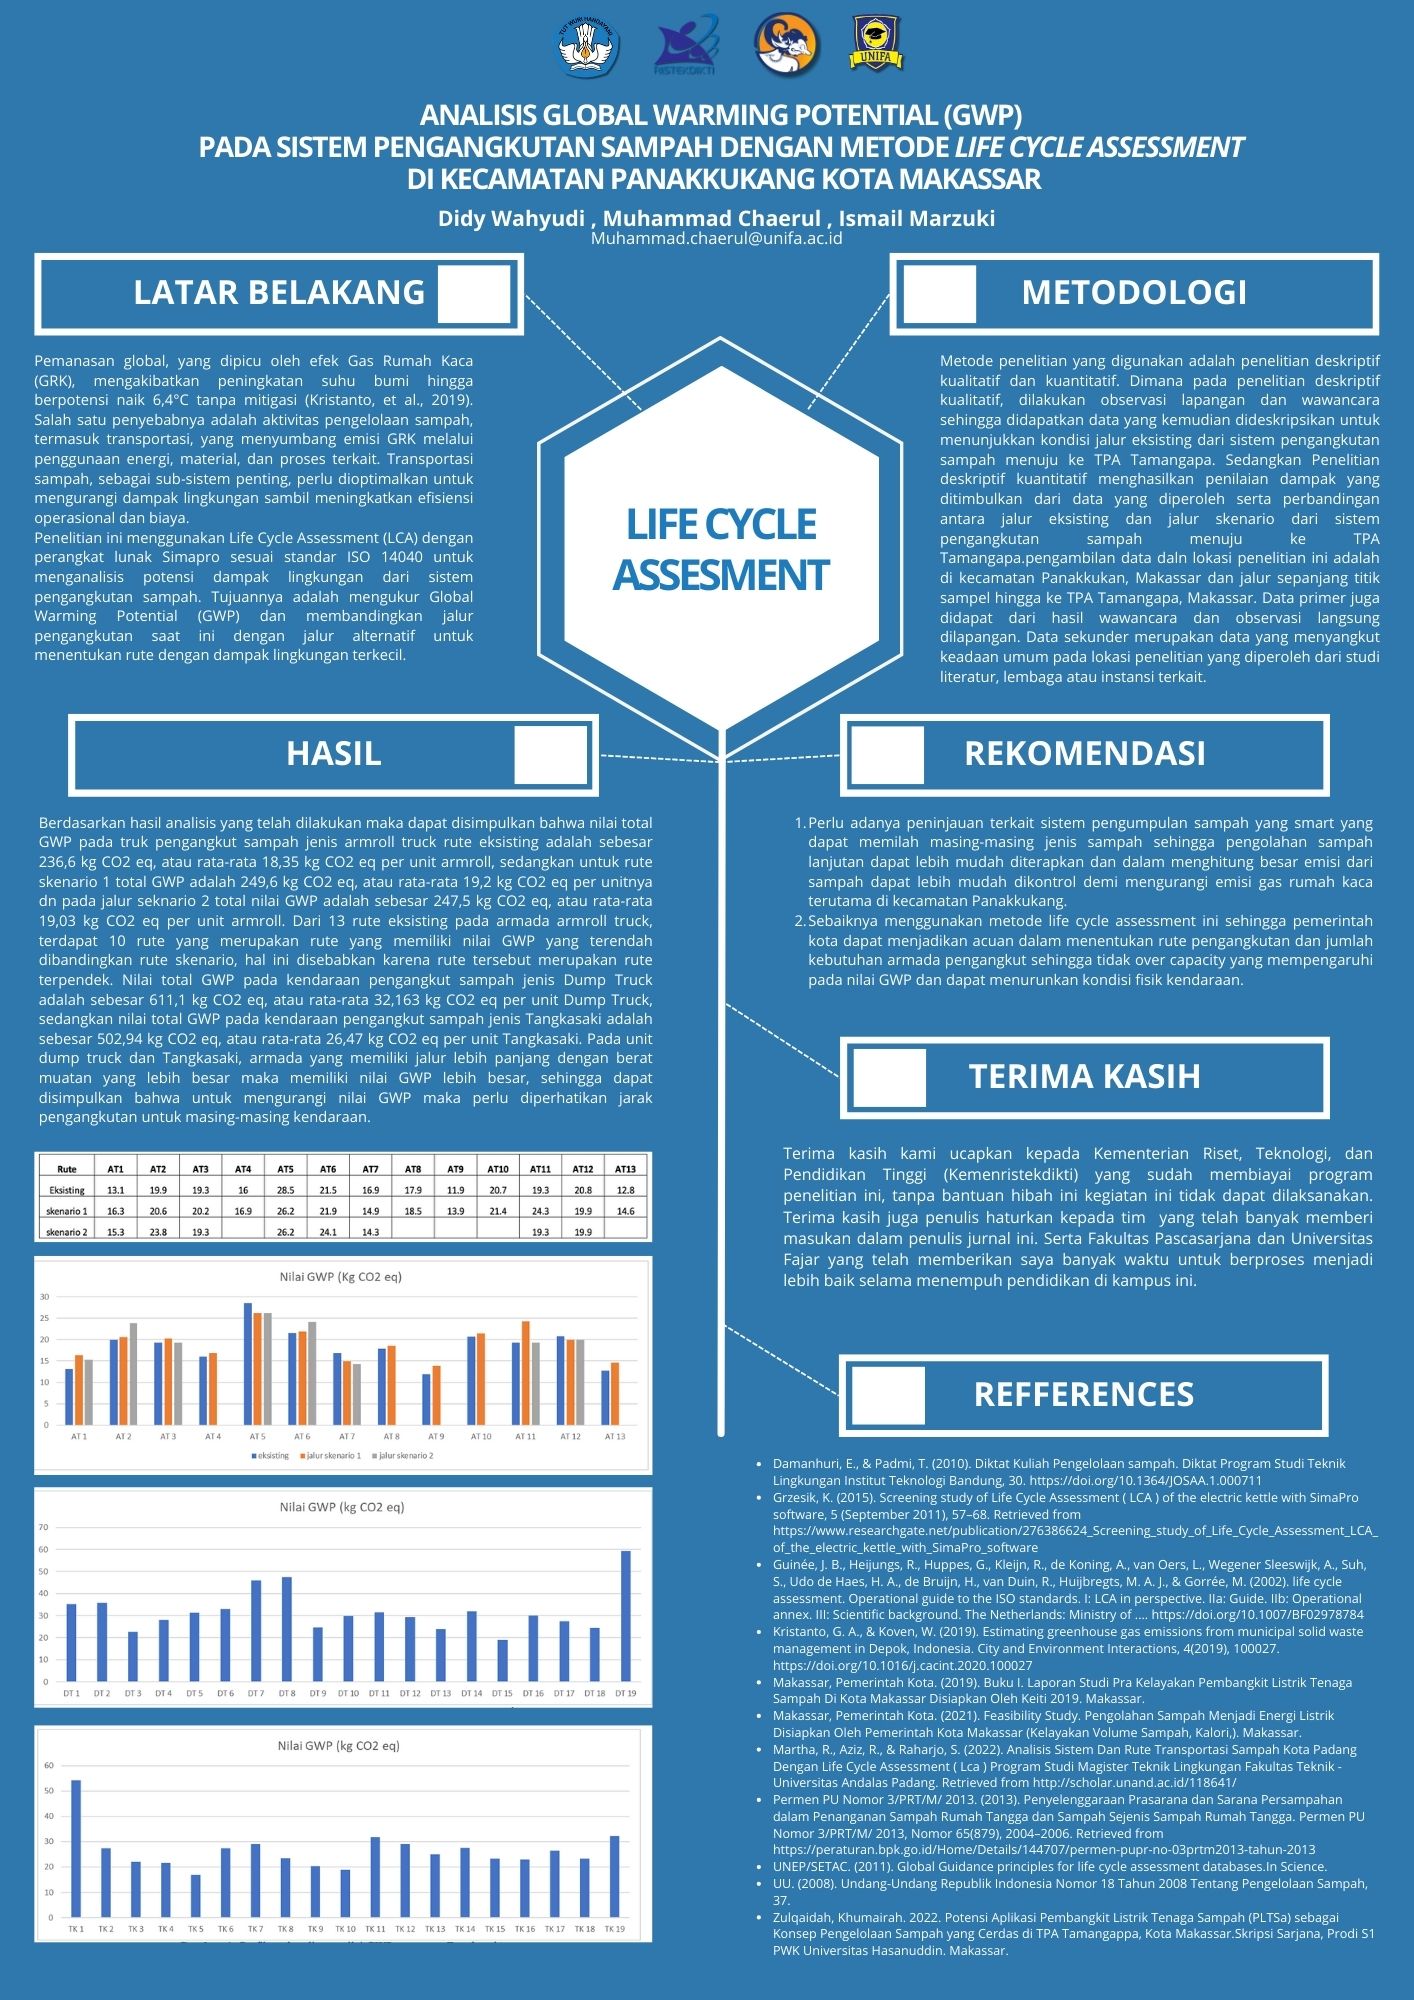 TUT WURI HANDAYANI
RISTEKDIKTI
UNIFA
ANALISIS GLOBAL WARMING POTENTIAL (GWP)
PADA SISTEM PENGANGKUTAN SAMPAH DENGAN METODE LIFE CYCLE ASSESSMENT
DI KECAMATAN PANAKKUKANG KOTA MAKASSAR
Didy Wahyudi , Muhammad Chaerul , Ismail Marzuki
Muhammad.chaerul@unifa.ac.id
LATAR BELAKANG
Pemanasan global, yang dipicu oleh efek Gas Rumah Kaca
(GRK), mengakibatkan peningkatan suhu bumi hingga
berpotensi naik 6,4°C tanpa mitigasi (Kristanto, et al., 2019).
Salah satu penyebabnya adalah aktivitas pengelolaan sampah,
termasuk transportasi, yang menyumbang emisi GRK melalui
penggunaan energi, material, dan proses terkait. Transportasi
sampah, sebagai sub-sistem penting, perlu dioptimalkan untuk
mengurangi dampak lingkungan sambil meningkatkan efisiensi
operasional dan biaya.
Penelitian ini menggunakan Life Cycle Assessment (LCA) dengan
perangkat lunak Simapro sesuai standar ISO 14040 untuk
menganalisis potensi dampak lingkungan dari sistem
pengangkutan sampah. Tujuannya adalah mengukur Global
Warming Potential (GWP) dan membandingkan jalur
pengangkutan saat ini dengan jalur alternatif untuk
menentukan rute dengan dampak lingkungan terkecil.
LIFE CYCLE
ASSESMENT
METODOLOGI
Metode penelitian yang digunakan adalah penelitian deskriptif
kualitatif dan kuantitatif. Dimana pada penelitian deskriptif
kualitatif, dilakukan observasi lapangan dan wawancara
sehingga didapatkan data yang kemudian dideskripsikan untuk
menunjukkan kondisi jalur eksisting dari sistem pengangkutan
sampah menuju ke TPA Tamangapa. Sedangkan Penelitian
deskriptif kuantitatif menghasilkan penilaian dampak yang
ditimbulkan dari data yang diperoleh serta perbandingan
antara jalur eksisting dan jalur skenario dari sistem
pengangkutan sampah menuju ke TPA
Tamangapa.pengambilan data daln lokasi penelitian ini adalah
di kecamatan Panakkukan, Makassar dan jalur sepanjang titik
sampel hingga ke TPA Tamangapa, Makassar. Data primer juga
didapat dari hasil wawancara dan observasi langsung
dilapangan. Data sekunder merupakan data yang menyangkut
keadaan umum pada lokasi penelitian yang diperoleh dari studi
literatur, lembaga atau instansi terkait.
HASIL
Berdasarkan hasil analisis yang telah dilakukan maka dapat disimpulkan bahwa nilai total
GWP pada truk pengangkut sampah jenis armroll truck rute eksisting adalah sebesar
236,6 kg CO2 eq, atau rata-rata 18,35 kg CO2 eq per unit armroll, sedangkan untuk rute
skenario 1 total GWP adalah 249,6 kg CO2 eq, atau rata-rata 19,2 kg CO2 eq per unitnya
dn pada jalur seknario 2 total nilai GWP adalah sebesar 247,5 kg CO2 eq, atau rata-rata
19,03 kg CO2 eq per unit armroll. Dari 13 rute eksisting pada armada armroll truck,
terdapat 10 rute yang merupakan rute yang memiliki nilai GWP yang terendah
dibandingkan rute skenario, hal ini disebabkan karena rute tersebut merupakan rute
terpendek. Nilai total GWP pada kendaraan pengangkut sampah jenis Dump Truck
adalah sebesar 611,1 kg CO2 eq, atau rata-rata 32,163 kg CO2 eq per unit Dump Truck,
sedangkan nilai total GWP pada kendaraan pengangkut sampah jenis Tangkasaki adalah
sebesar 502,94 kg CO2 eq, atau rata-rata 26,47 kg CO2 eq per unit Tangkasaki. Pada unit
dump truck dan Tangkasaki, armada yang memiliki jalur lebih panjang dengan berat
muatan yang lebih besar maka memiliki nilai GWP lebih besar, sehingga dapat
disimpulkan bahwa untuk mengurangi nilai GWP maka perlu diperhatikan jarak
pengangkutan untuk masing-masing kendaraan.
Rute AT1 AT2 AT3 AT4 AT5 AT6 AT7 AT8 AT9 AT10 AT11 AT12 AT13
Eksisting 13.1 19.9 19.3 16 28.5 21.5 16.9 17.9 11.9 20.7 19.3 20.8 12.8
skenario 1 16.3 20.6 20.2 16.9 26.2 21.9 14.9 18.5 13.9 21.4 24.3 19.9 14.6
skenario 2 15.3 23.8 19.3 26.2 24.1 14.3 19.3 19.9
Nilai GWP (Kg CO2 eq)
30
25
20
15
10
5
0
AT 1 AT 2 AT 3 AT 4 AT 5 AT 6 AT 7 AT 8 AT 9 AT 10 AT 11 AT 12 AT 13
eksisting jalur skenario 1 jalur skenario 2
Nilai GWP (kg CO2 eq)
70
60
50
40
30
20
10
0
DT 1 DT 2 DT 3 DT 4 DT 5 DT 6 DT 7 DT 8 DT 9 DT 10 DT 11 DT 12 DT 13 DT 14 DT 15 DT 16 DT 17 DT 18 DT 19
Nilai GWP (kg CO2 eq)
60
50
40
30
20
10
0
TK 1 TK 2 TK 3 TK 4 TK 5 TK 6 TK 7 TK 8 TK 9 TK 10 TK 11 TK 12 TK 13 TK 14 TK 15 TK 16 TK 17 TK 18 TK 19
REKOMENDASI
1. Perlu adanya peninjauan terkait sistem pengumpulan sampah yang smart yang
dapat memilah masing-masing jenis sampah sehingga pengolahan sampah
lanjutan dapat lebih mudah diterapkan dan dalam menghitung besar emisi dari
sampah dapat lebih mudah dikontrol demi mengurangi emisi gas rumah kaca
terutama di kecamatan Panakkukang.
2. Sebaiknya menggunakan metode life cycle assessment ini sehingga pemerintah
kota dapat menjadikan acuan dalam menentukan rute pengangkutan dan jumlah
kebutuhan armada pengangkut sehingga tidak over capacity yang mempengaruhi
pada nilai GWP dan dapat menurunkan kondisi fisik kendaraan.
TERIMA KASIH
Terima kasih kami ucapkan kepada Kementerian Riset, Teknologi, dan
Pendidikan Tinggi (Kemenristekdikti) yang sudah membiayai program
penelitian ini, tanpa bantuan hibah ini kegiatan ini tidak dapat dilaksanakan.
Terima kasih juga penulis haturkan kepada tim yang telah banyak memberi
masukan dalam penulis jurnal ini. Serta Fakultas Pascasarjana dan Universitas
Fajar yang telah memberikan saya banyak waktu untuk berproses menjadi
lebih baik selama menempuh pendidikan di kampus ini.
REFFERENCES
• Damanhuri, E., & Padmi, T. (2010). Diktat Kuliah Pengelolaan sampah. Diktat Program Studi Teknik
Lingkungan Institut Teknologi Bandung, 30. https://doi.org/10.1364/JOSAA.1.000711
• Grzesik, K. (2015). Screening study of Life Cycle Assessment ( LCA ) of the electric kettle with SimaPro
software, 5 (September 2011), 57–68. Retrieved from
https://www.researchgate.net/publication/276386624_Screening_study_of_Life_Cycle_Assessment_LCA_
of_the_electric_kettle_with_SimaPro_software
• Guinée, J. B., Heijungs, R., Huppes, G., Kleijn, R., de Koning, A., van Oers, L., Wegener Sleeswijk, A., Suh,
S., Udo de Haes, H. A., de Bruijn, H., van Duin, R., Huijbregts, M. A. J., & Gorrée, M. (2002). life cycle
assessment. Operational guide to the ISO standards. I: LCA in perspective. IIa: Guide. IIb: Operational
annex. III: Scientific background. The Netherlands: Ministry of .... https://doi.org/10.1007/BF02978784
• Kristanto, G. A., & Koven, W. (2019). Estimating greenhouse gas emissions from municipal solid waste
management in Depok, Indonesia. City and Environment Interactions, 4(2019), 100027.
https://doi.org/10.1016/j.cacint.2020.100027
• Makassar, Pemerintah Kota. (2019). Buku I. Laporan Studi Pra Kelayakan Pembangkit Listrik Tenaga
Sampah Di Kota Makassar Disiapkan Oleh Keiti 2019. Makassar.
• Makassar, Pemerintah Kota. (2021). Feasibility Study. Pengolahan Sampah Menjadi Energi Listrik
Disiapkan Oleh Pemerintah Kota Makassar (Kelayakan Volume Sampah, Kalori,). Makassar.
• Martha, R., Aziz, R., & Raharjo, S. (2022). Analisis Sistem Dan Rute Transportasi Sampah Kota Padang
Dengan Life Cycle Assessment ( Lca ) Program Studi Magister Teknik Lingkungan Fakultas Teknik -
Universitas Andalas Padang. Retrieved from http://scholar.unand.ac.id/118641/
• Permen PU Nomor 3/PRT/M/ 2013. (2013). Penyelenggaraan Prasarana dan Sarana Persampahan
dalam Penanganan Sampah Rumah Tangga dan Sampah Sejenis Sampah Rumah Tangga. Permen PU
Nomor 3/PRT/M/ 2013, Nomor 65(879), 2004–2006. Retrieved from
https://peraturan.bpk.go.id/Home/Details/144707/permen-pupr-no-03prtm2013-tahun-2013
• UNEP/SETAC. (2011). Global Guidance principles for life cycle assessment databases.In Science.
• UU. (2008). Undang-Undang Republik Indonesia Nomor 18 Tahun 2008 Tentang Pengelolaan Sampah,
37.
• Zulqaidah, Khumairah. 2022. Potensi Aplikasi Pembangkit Listrik Tenaga Sampah (PLTSa) sebagai
Konsep Pengelolaan Sampah yang Cerdas di TPA Tamangappa, Kota Makassar.Skripsi Sarjana, Prodi S1
PWK Universitas Hasanuddin. Makassar.